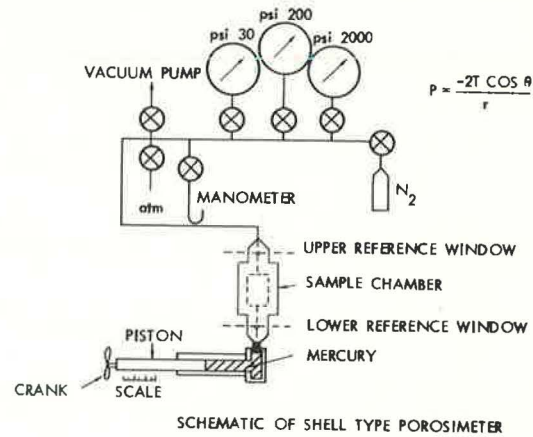 psi 30
psi 200
psi 2000
VACUUM PUMP
P = -2T COS θ
r
atm
MANOMETER
N2
UPPER REFERENCE WINDOW
SAMPLE CHAMBER
LOWER REFERENCE WINDOW
PISTON
MERCURY
CRANK
SCALE
SCHEMATIC OF SHELL TYPE POROSIMETER